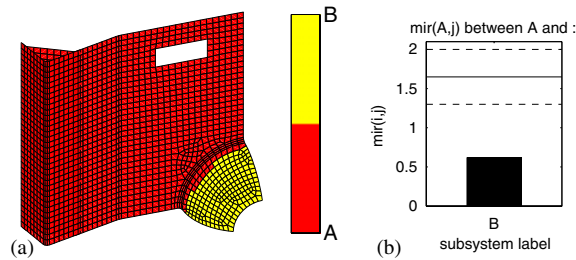 B
A
(a)
mir(A,j) between A and :
2
1.5
1
0.5
0
mir(i,j)
B
subsystem label
(b)